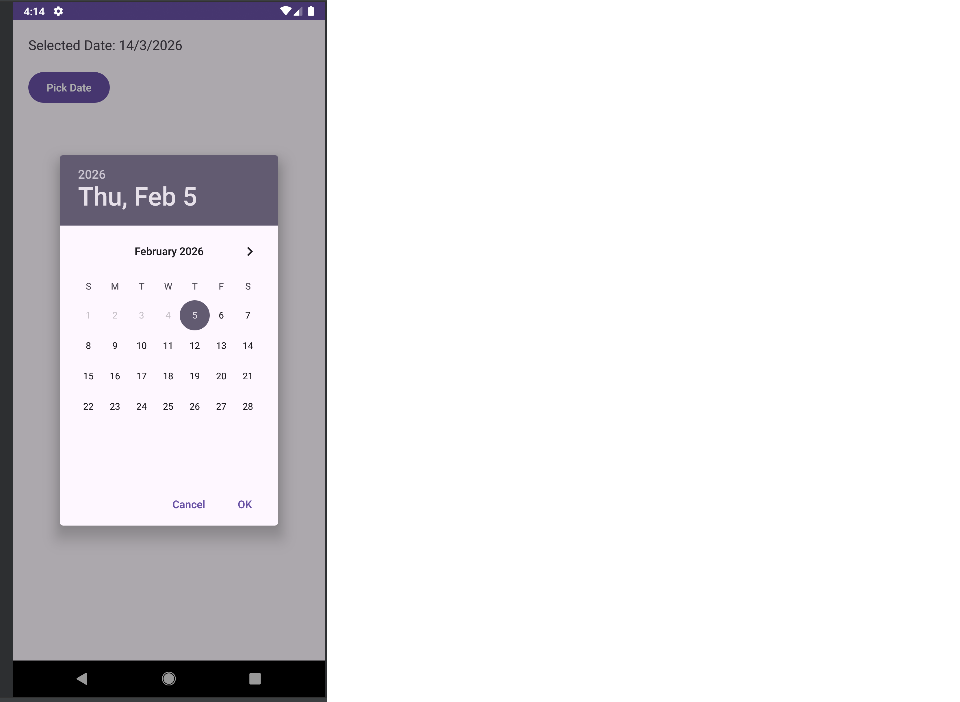 4:14
Selected Date: 14/3/2026
Pick Date
2026
Thu, Feb 5
February 2026
S M T W T F S
1 2 3 4 5 6 7
8 9 10 11 12 13 14
15 16 17 18 19 20 21
22 23 24 25 26 27 28
Cancel OK